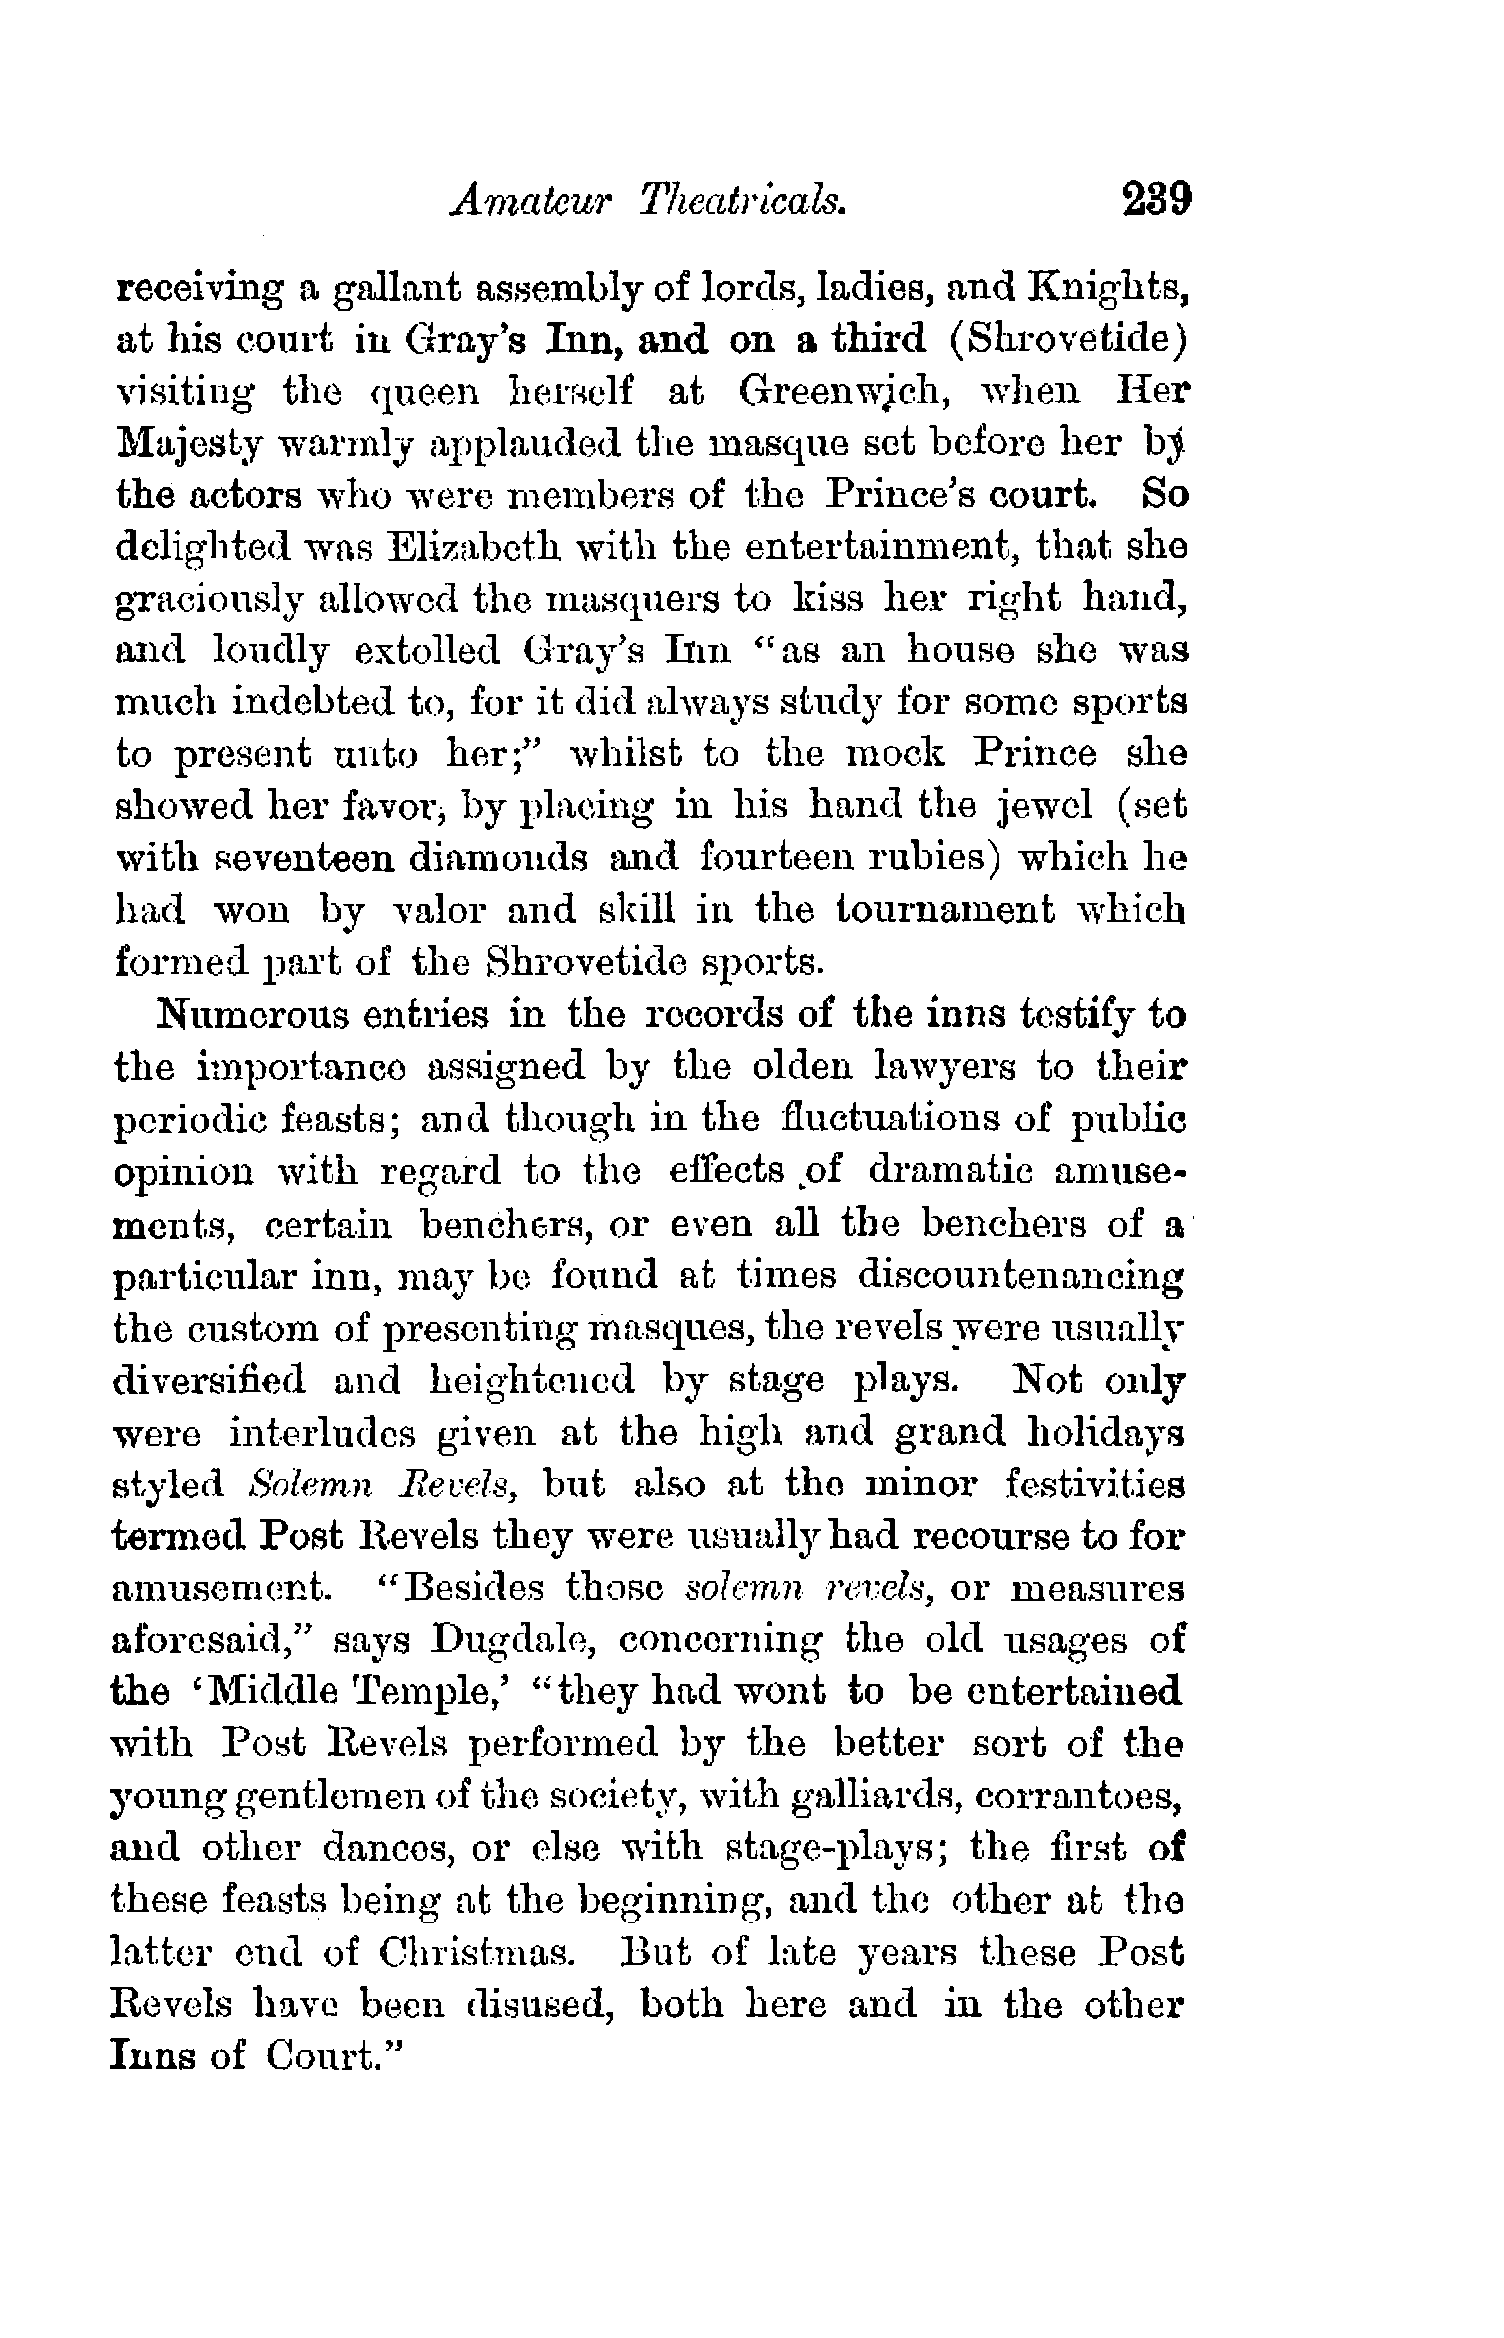 Amateur Theatricals. 239
receiving a gallant assembly of lords, ladies, and Knights,
at his court in Gray's Inn, and on a third (Shrovetide)
visiting the queen herself at Greenwich, when Her
Majesty warmly applauded the masque set before her by
the actors who were members of the Prince's court. So
delighted was Elizabeth with the entertainment, that she
graciously allowed the masquers to kiss her right hand,
and loudly extolled Gray's Inn "as an house she was
much indebted to, for it did always study for some sports
to present unto her;" whilst to the mock Prince she
showed her favor, by placing in his hand the jewel (set
with seventeen diamonds and fourteen rubies) which he
had won by valor and skill in the tournament which
formed part of the Shrovetide sports.
Numerous entries in the records of the inns testify to
the importance assigned by the olden lawyers to their
periodic feasts; and though in the fluctuations of public
opinion with regard to the effects of dramatic amuse-
ments, certain benchers, or even all the benchers of a
particular inn, may be found at times discountenancing
the custom of presenting masques, the revels were usually
diversified and heightened by stage plays. Not only
were interludes given at the high and grand holidays
styled Solemn Revels, but also at the minor festivities
termed Post Revels they were usually had recourse to for
amusement. "Besides those solemn revels, or measures
aforesaid," says Dugdale, concerning the old usages of
the 'Middle Temple,' "they had wont to be entertained
with Post Revels performed by the better sort of the
young gentlemen of the society, with galliards, corrantoes,
and other dances, or else with stage-plays; the first of
these feasts being at the beginning, and the other at the
latter end of Christmas. But of late years these Post
Revels have been disused, both here and in the other
Inns of Court."